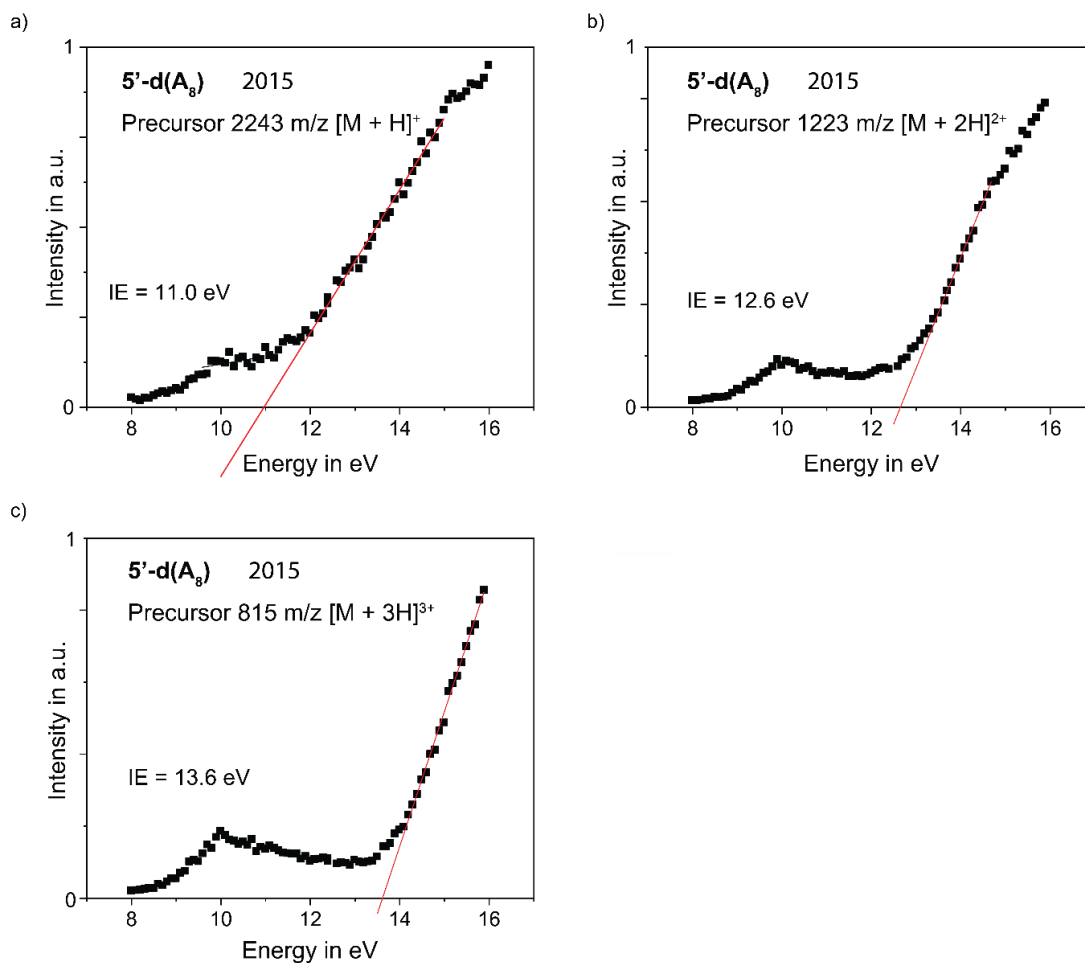 a)
1
5'-d(A₈) 2015
Precursor 2243 m/z [M + H]⁺
IE = 11.0 eV
Intensity in a.u.
0
8 10 12 14 16
Energy in eV
b)
1
5'-d(A₈) 2015
Precursor 1223 m/z [M + 2H]²⁺
IE = 12.6 eV
Intensity in a.u.
0
8 10 12 14 16
Energy in eV
c)
1
5'-d(A₈) 2015
Precursor 815 m/z [M + 3H]³⁺
IE = 13.6 eV
Intensity in a.u.
0
8 10 12 14 16
Energy in eV